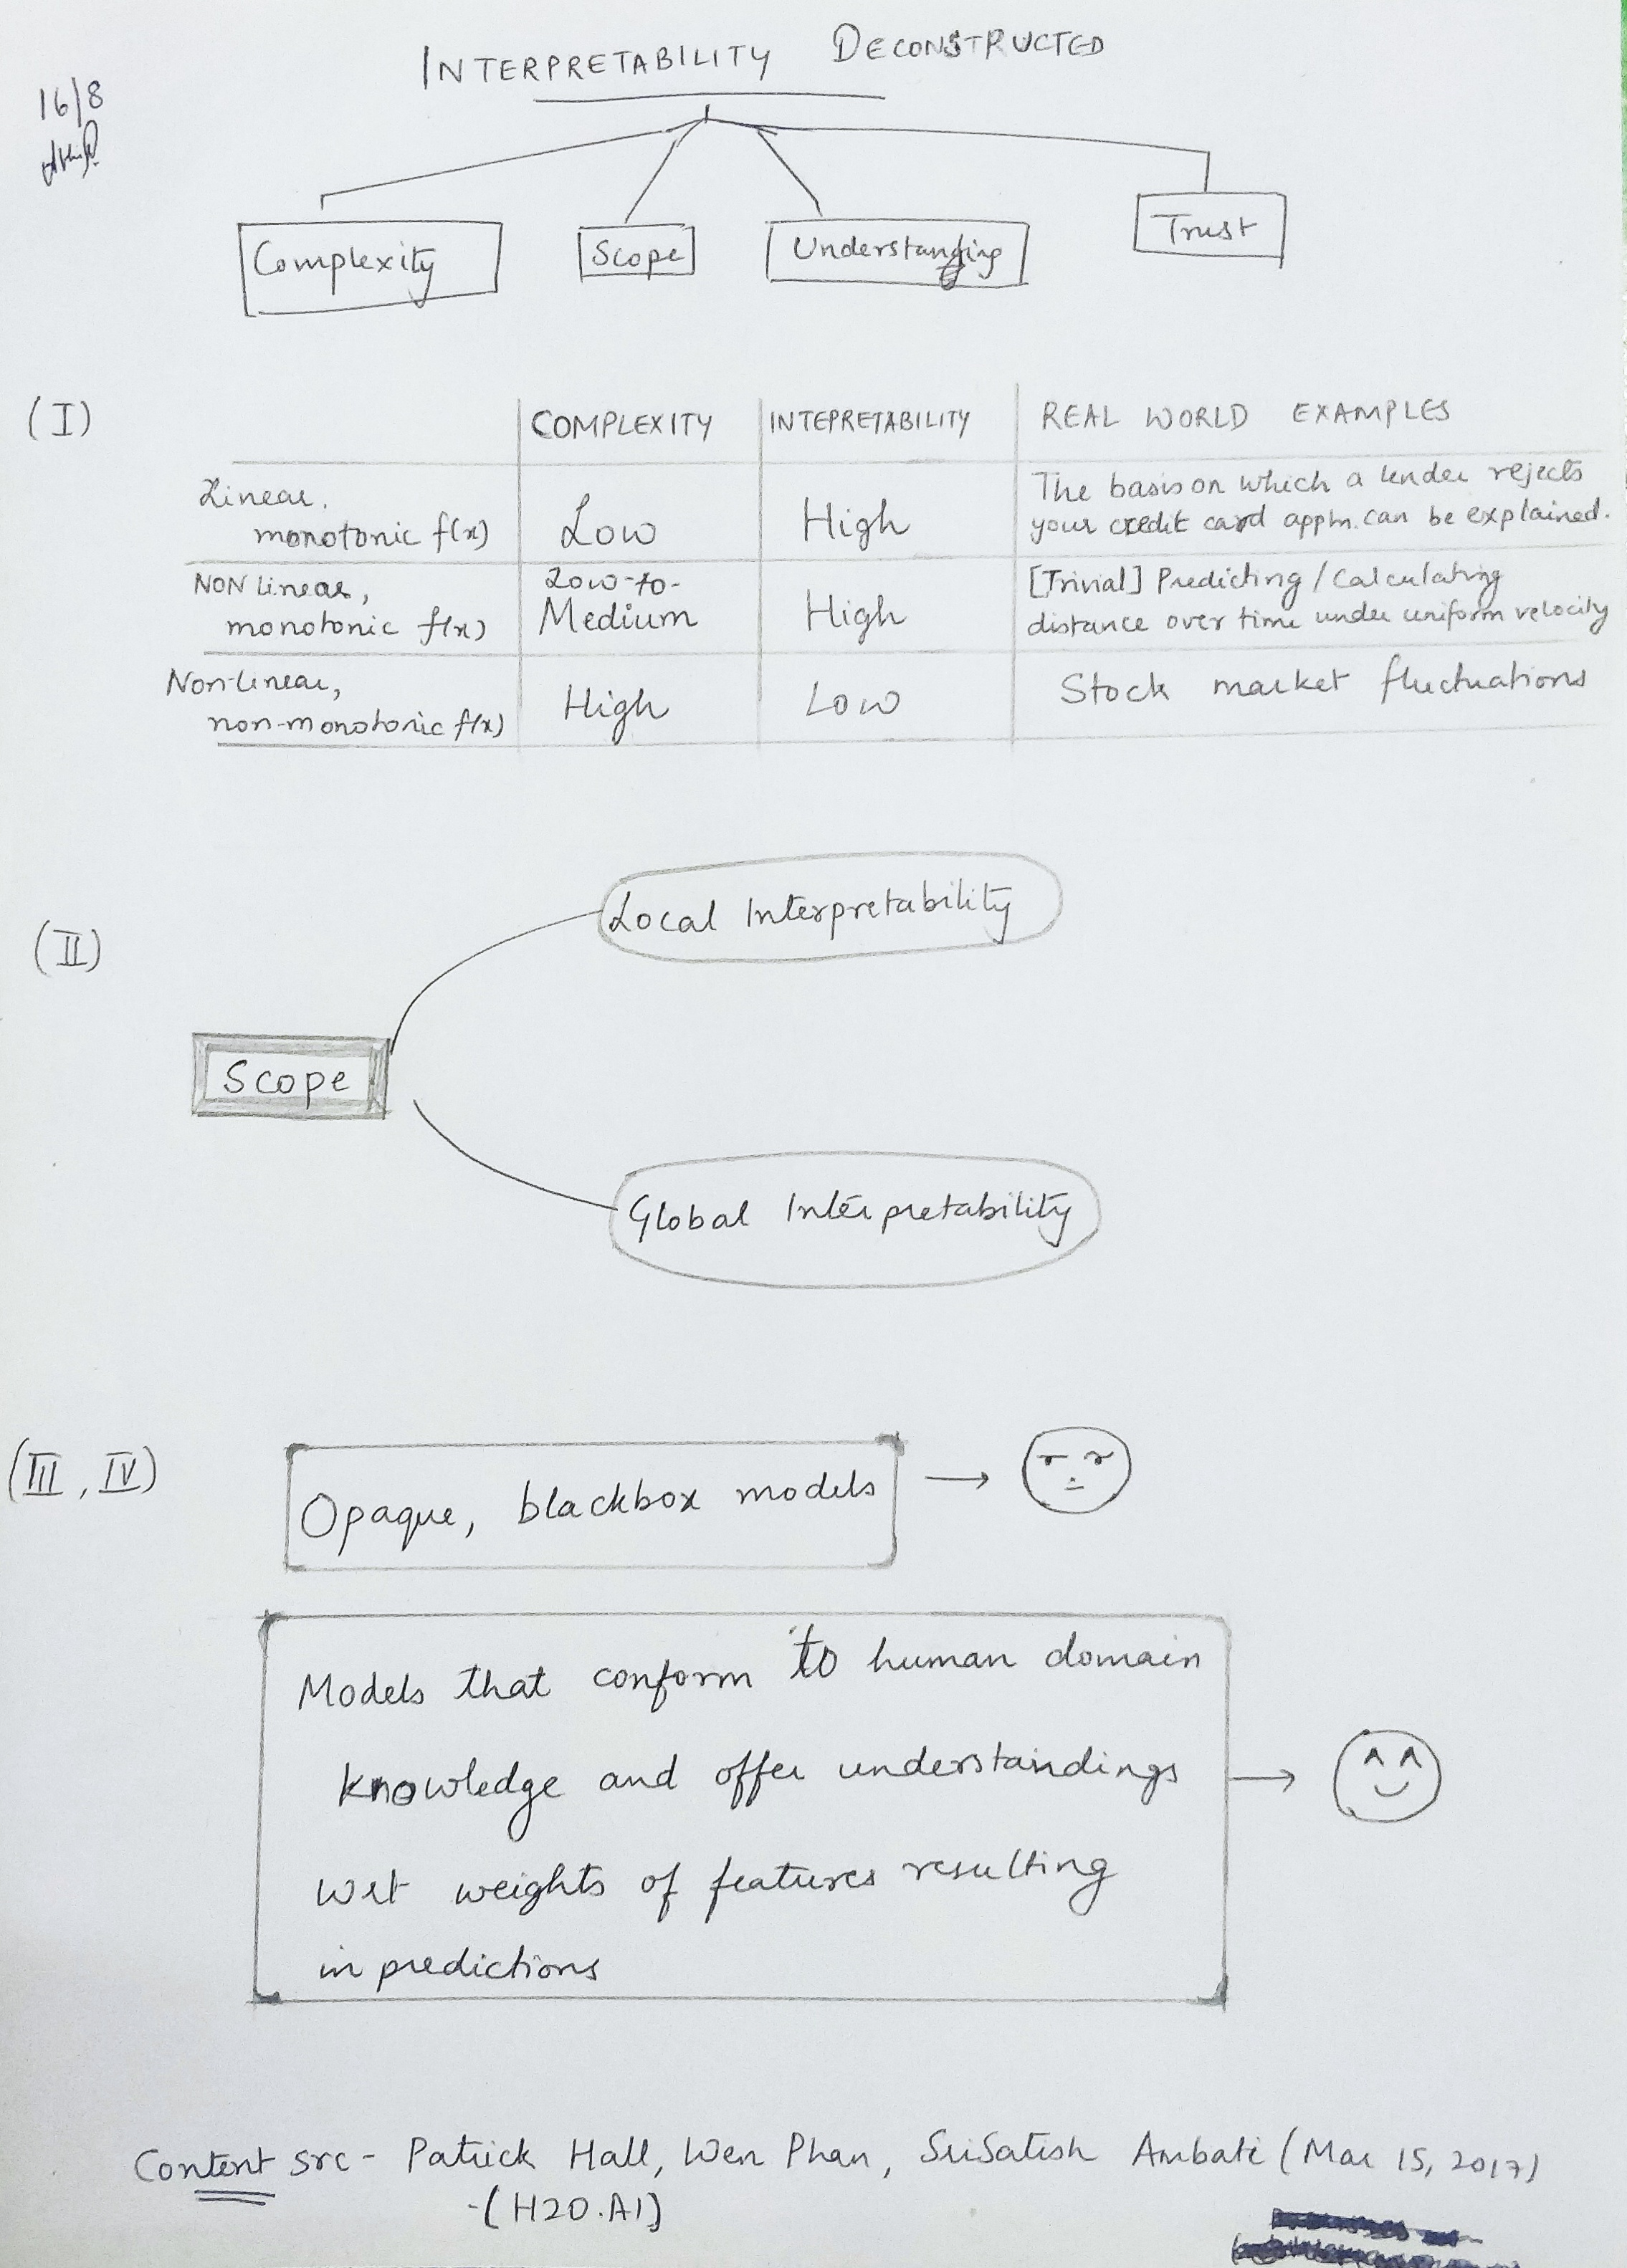 INTERPRETABILITY DECONSTRUCTED
16/8
Complexity
Scope
Understanding
Trust
(I)
COMPLEXITY INTEPRETABILITY REAL WORLD EXAMPLES
Linear,
monotonic f(x)
Low
High
The basis on which a lender rejects
your credit card appln. can be explained.
NON linear,
monotonic f(x)
Low-to-
Medium
High
[Trivial] Predicting/Calculating
distance over time under uniform velocity
Non-linear,
non-monotonic f(x)
High
Low
Stock market fluctuations
(II)
Local Interpretability
Scope
Global Interpretability
(III, IV)
Opaque, blackbox models
Models that conform to human domain
knowledge and offer understandings
wrt weights of features resulting
in predictions
Content src - Patrick Hall, Wen Phan, SriSatish Ambati (Mar 15, 2017)
-(H2O.AI)